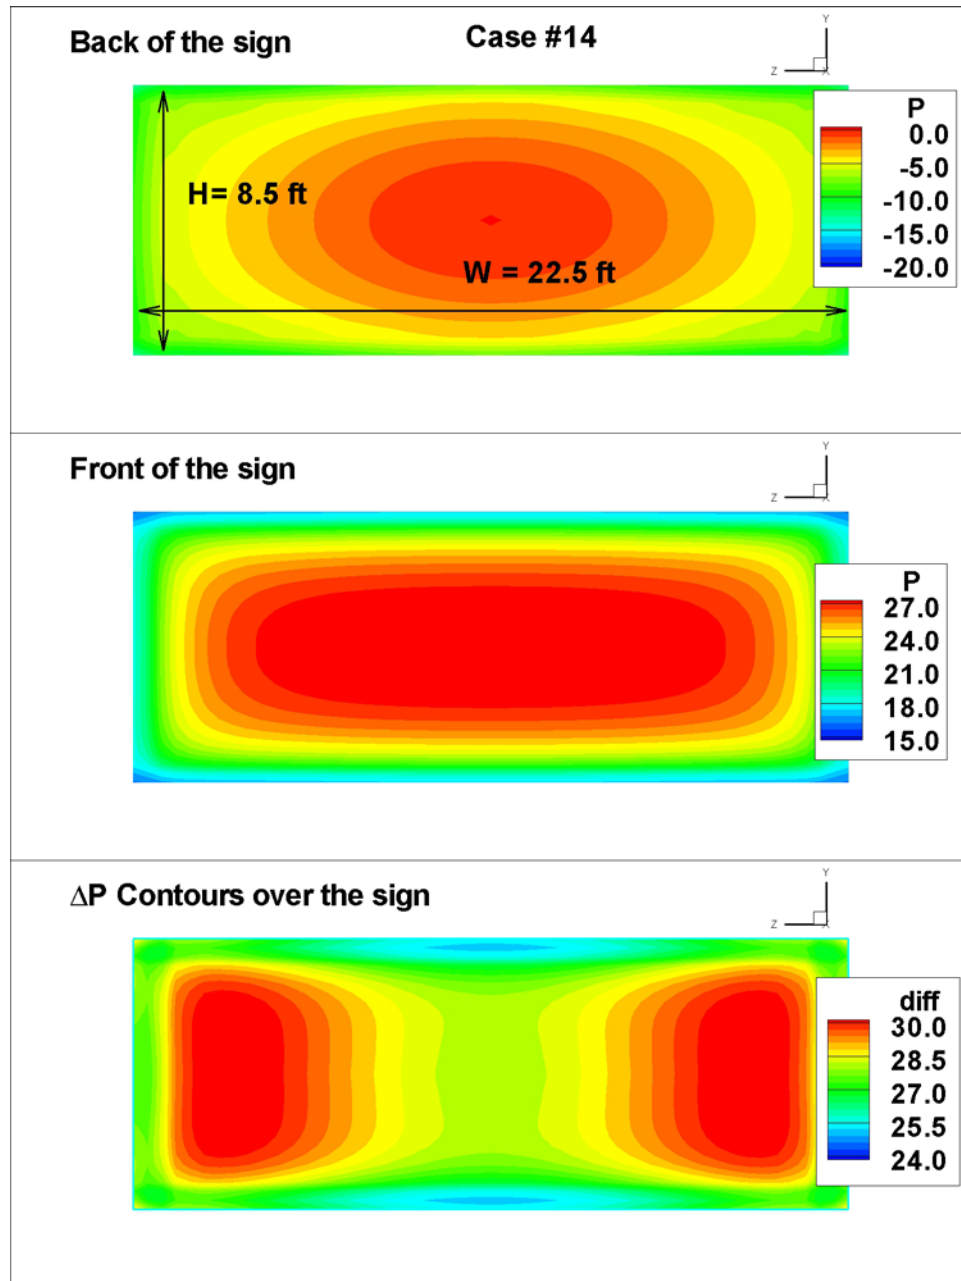 Back of the sign
Case #14
Y
Z
X
P
0.0
-5.0
-10.0
-15.0
-20.0
H= 8.5 ft
W = 22.5 ft
Front of the sign
Y
Z
X
P
27.0
24.0
21.0
18.0
15.0
ΔP Contours over the sign
Y
Z
X
diff
30.0
28.5
27.0
25.5
24.0